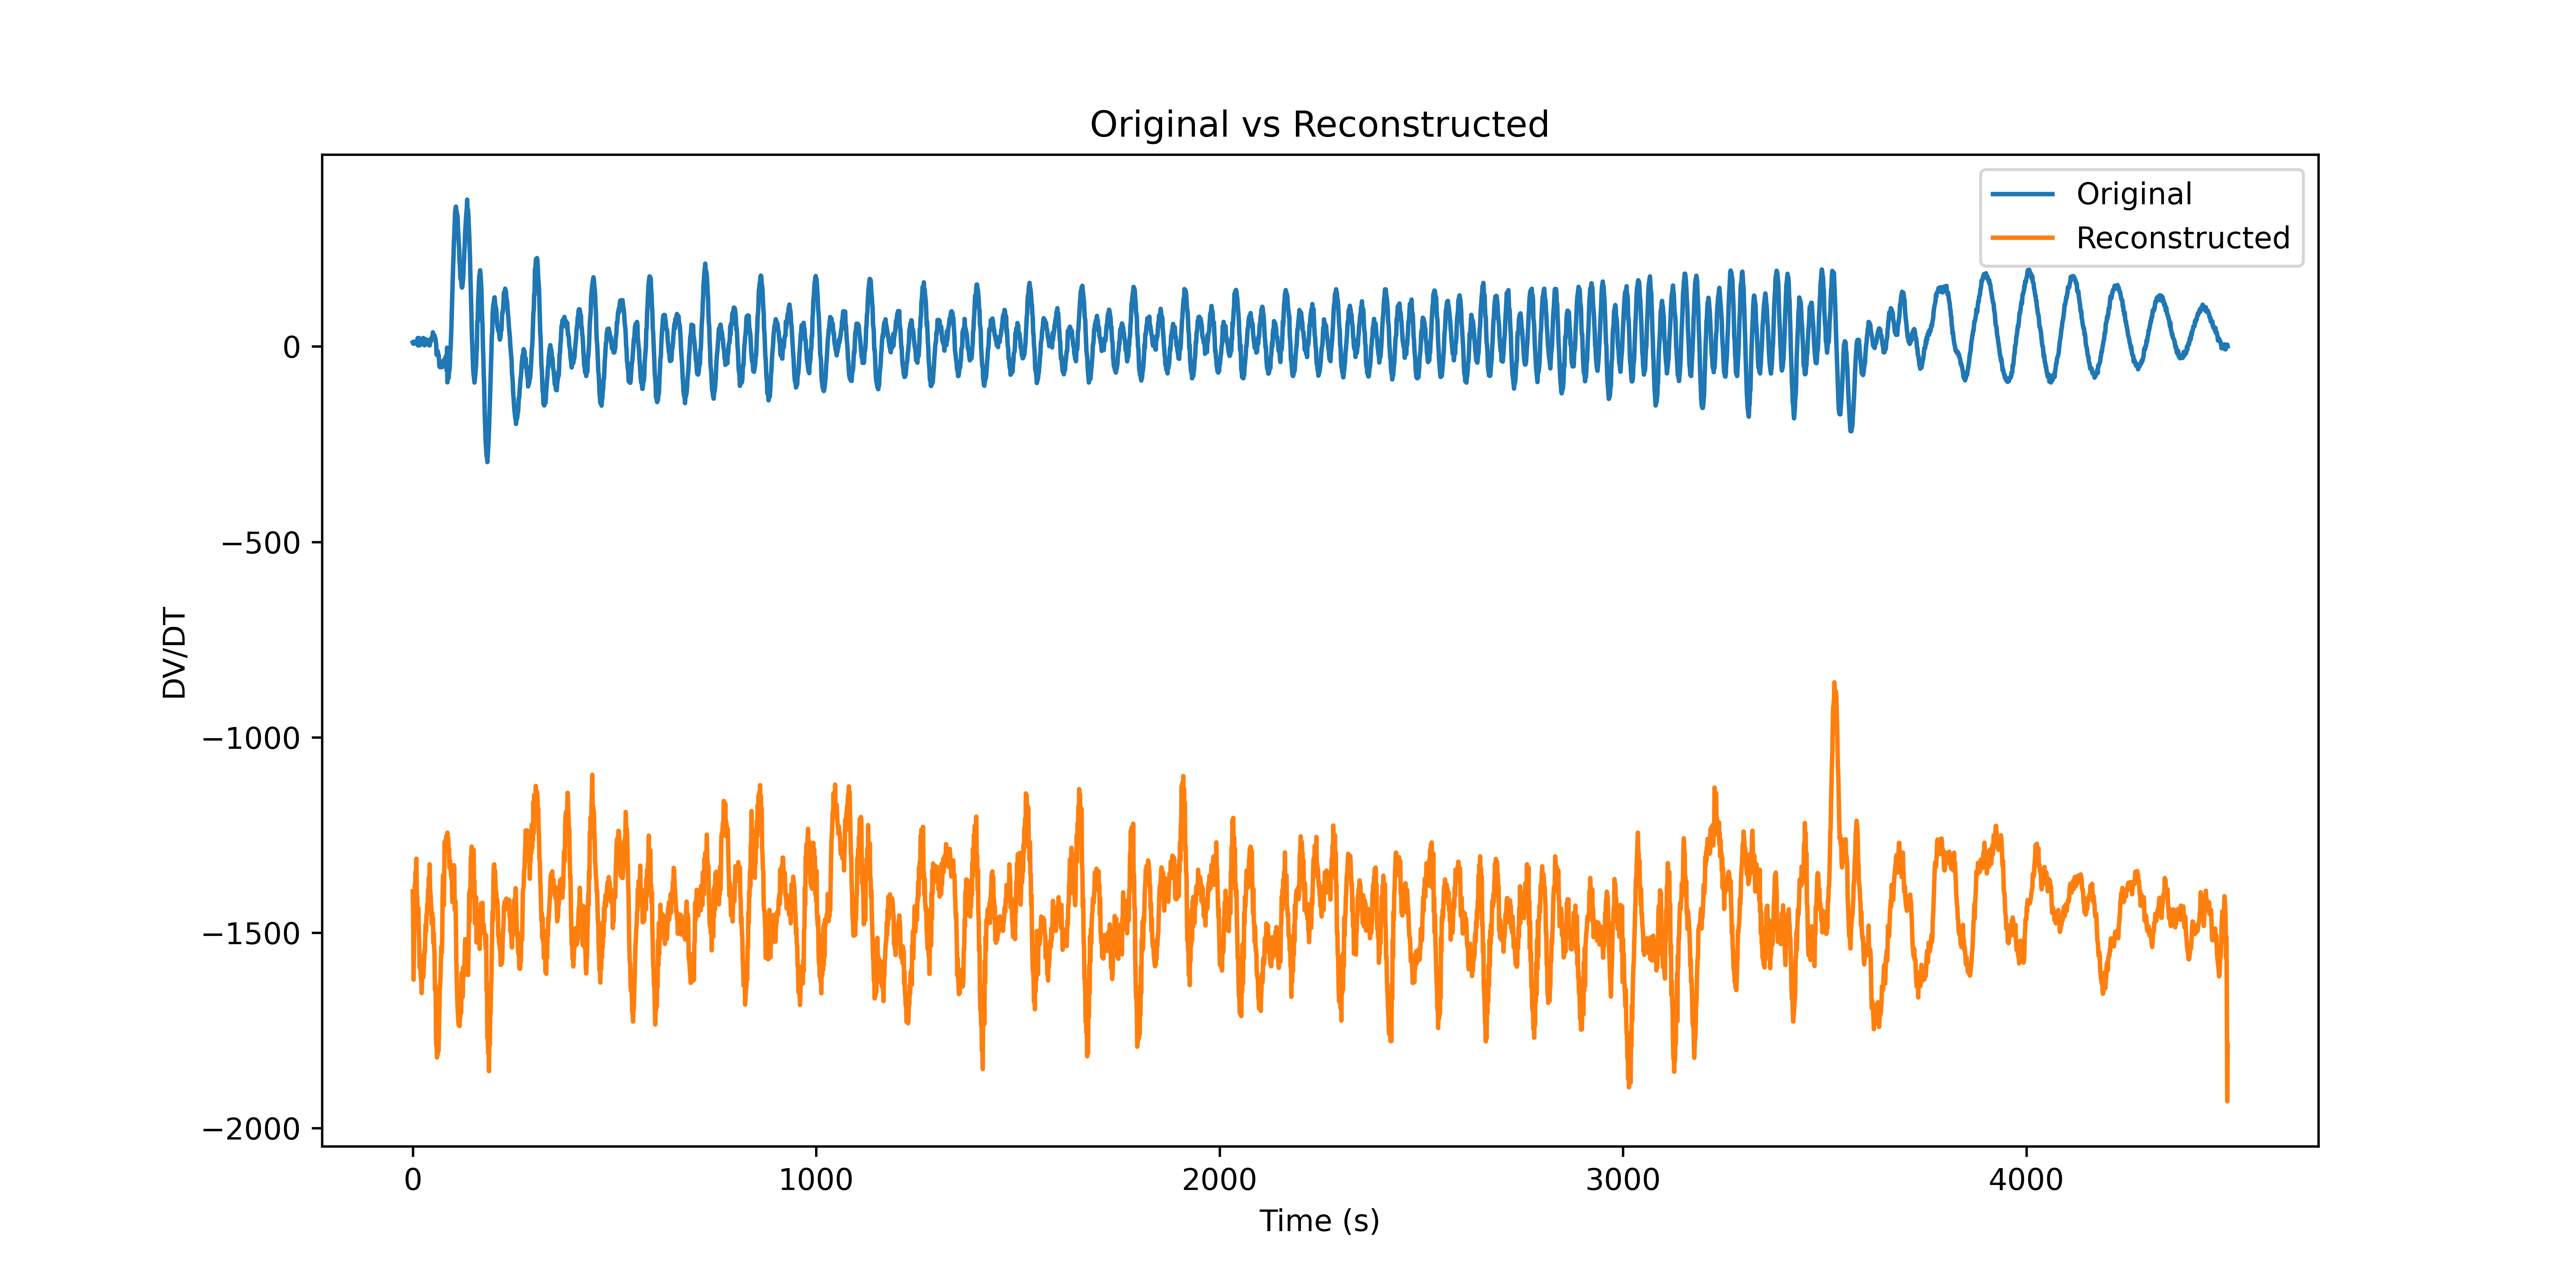 Original vs Reconstructed
Original
Reconstructed
DV/DT
0
−500
−1000
−1500
−2000
0 1000 2000 3000 4000
Time (s)